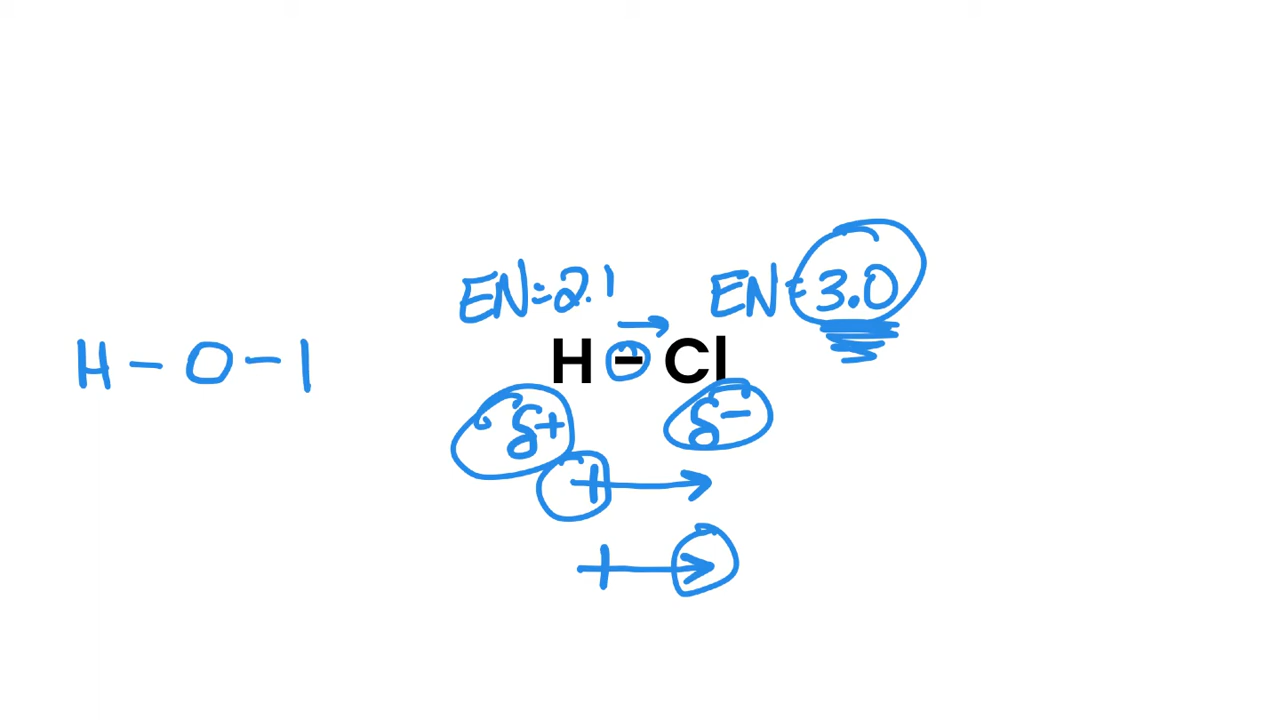 EN=2.1 EN=3.0
H - O - I H - Cl
δ+ δ-